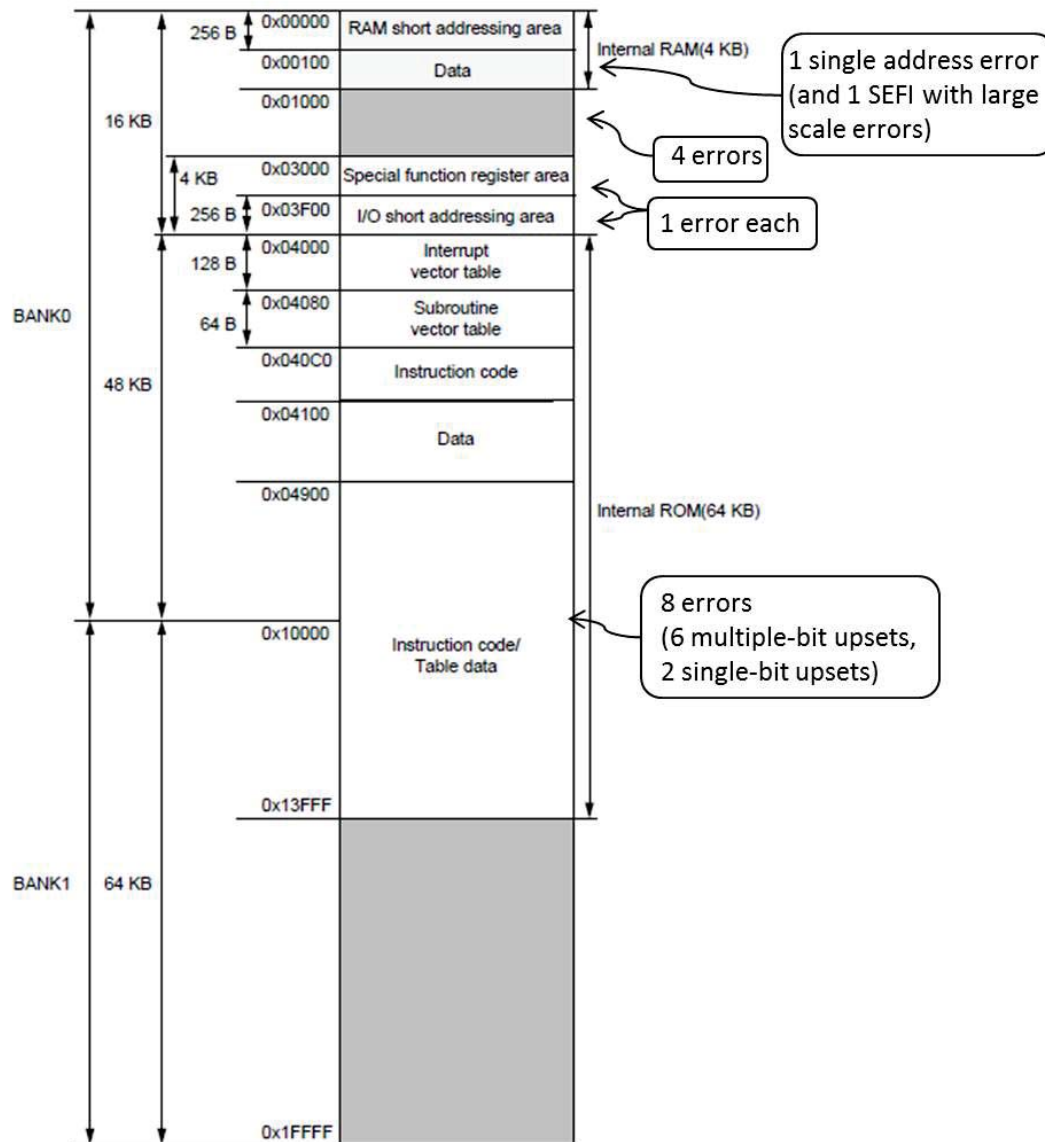 0x00000
RAM short addressing area
256 B
Internal RAM(4 KB)
0x00100
Data
1 single address error
(and 1 SEFI with large
scale errors)
0x01000
16 KB
4 errors
0x03000
Special function register area
4 KB
0x03F00
I/O short addressing area
256 B
1 error each
0x04000
Interrupt
vector table
128 B
0x04080
Subroutine
vector table
64 B
BANK0
0x040C0
Instruction code
48 KB
0x04100
Data
0x04900
Internal ROM(64 KB)
8 errors
(6 multiple-bit upsets,
2 single-bit upsets)
0x10000
Instruction code/
Table data
0x13FFF
BANK1
64 KB
0x1FFFF